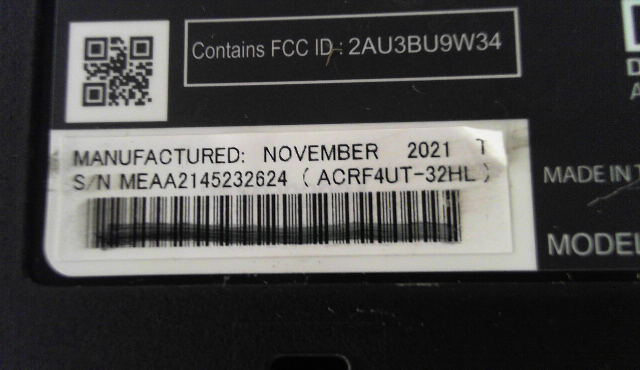 Contains FCC ID: 2AU3BU9W34
MANUFACTURED: NOVEMBER 2021 T
S/N MEAA2145232624 (ACRF4UT-32HL)
MADE IN
MODEL